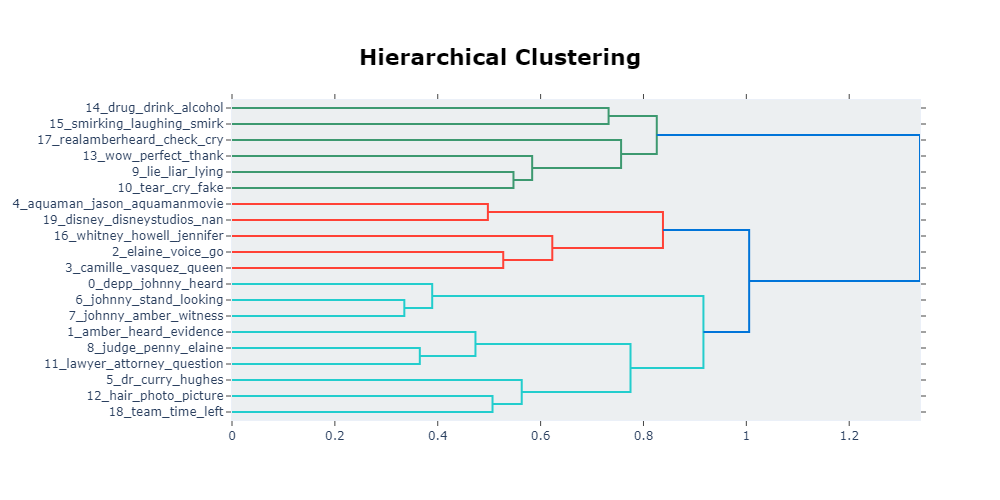 Hierarchical Clustering
14_drug_drink_alcohol
15_smirking_laughing_smirk
17_realamberheard_check_cry
13_wow_perfect_thank
9_lie_liar_lying
10_tear_cry_fake
4_aquaman_jason_aquamanmovie
19_disney_disneystudios_nan
16_whitney_howell_jennifer
2_elaine_voice_go
3_camille_vasquez_queen
0_depp_johnny_heard
6_johnny_stand_looking
7_johnny_amber_witness
1_amber_heard_evidence
8_judge_penny_elaine
11_lawyer_attorney_question
5_dr_curry_hughes
12_hair_photo_picture
18_team_time_left
0 0.2 0.4 0.6 0.8 1 1.2